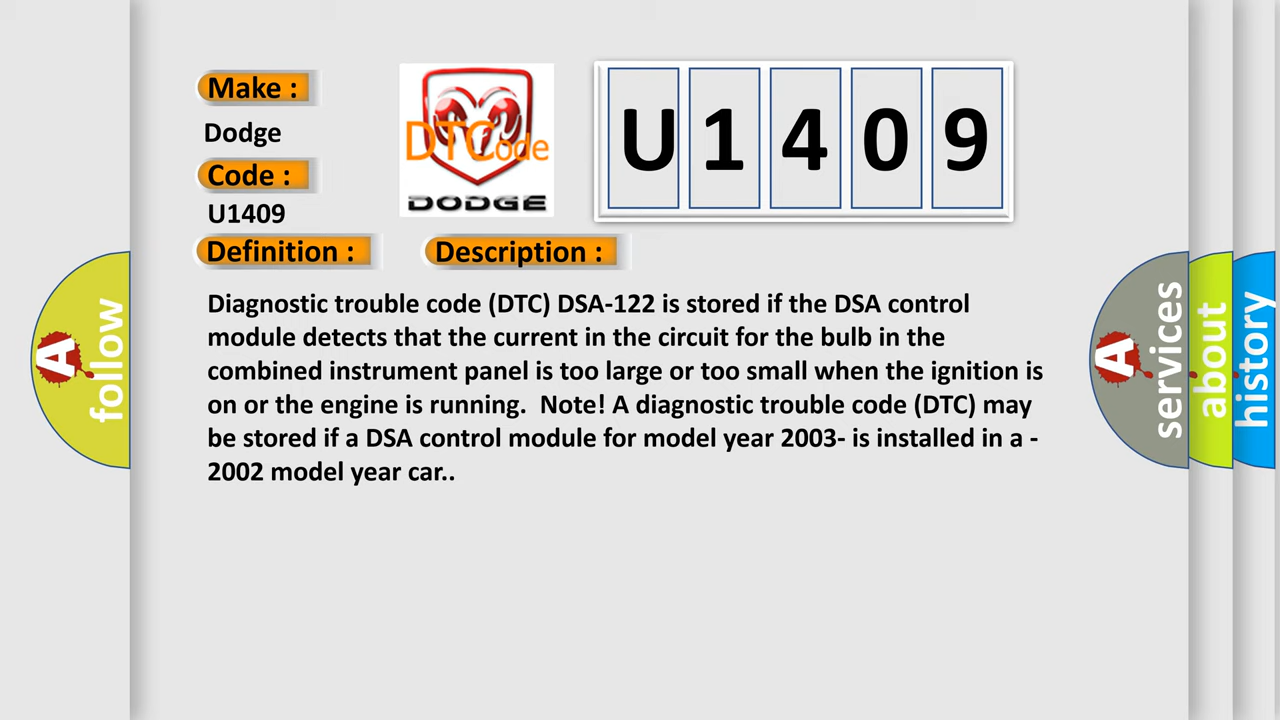 Make :
Dodge
Code :
U1409
Definition :
Description :
DTCode
DODGE
U1409
Diagnostic trouble code (DTC) DSA-122 is stored if the DSA control
module detects that the current in the circuit for the bulb in the
combined instrument panel is too large or too small when the ignition is
on or the engine is running  Note! A diagnostic trouble code (DTC) may
be stored if a DSA control module for model year 2003- is installed in a -
2002 model year car..
A follow
A services
about
history